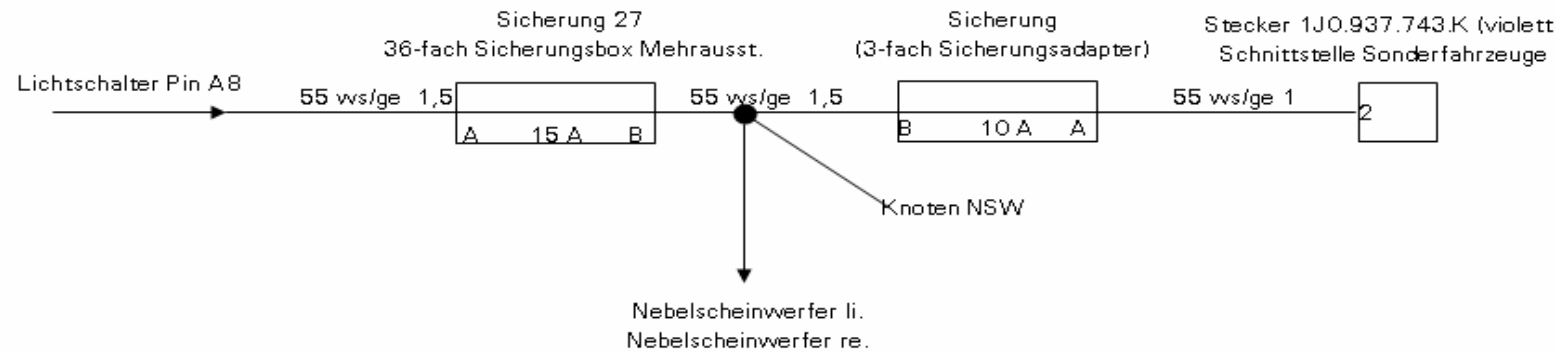 Sicherung 27
36-fach Sicherungsbox Mehrausst.
Sicherung
(3-fach Sicherungsadapter)
Stecker 1J0.937.743.K (violett
Schnittstelle Sonderfahrzeuge
Lichtschalter Pin A8
55 ws/ge 1,5
55 ws/ge 1,5
55 ws/ge 1
A 15 A B
B 10 A A
2
Knoten NSW
Nebelscheinwerfer li.
Nebelscheinwerfer re.